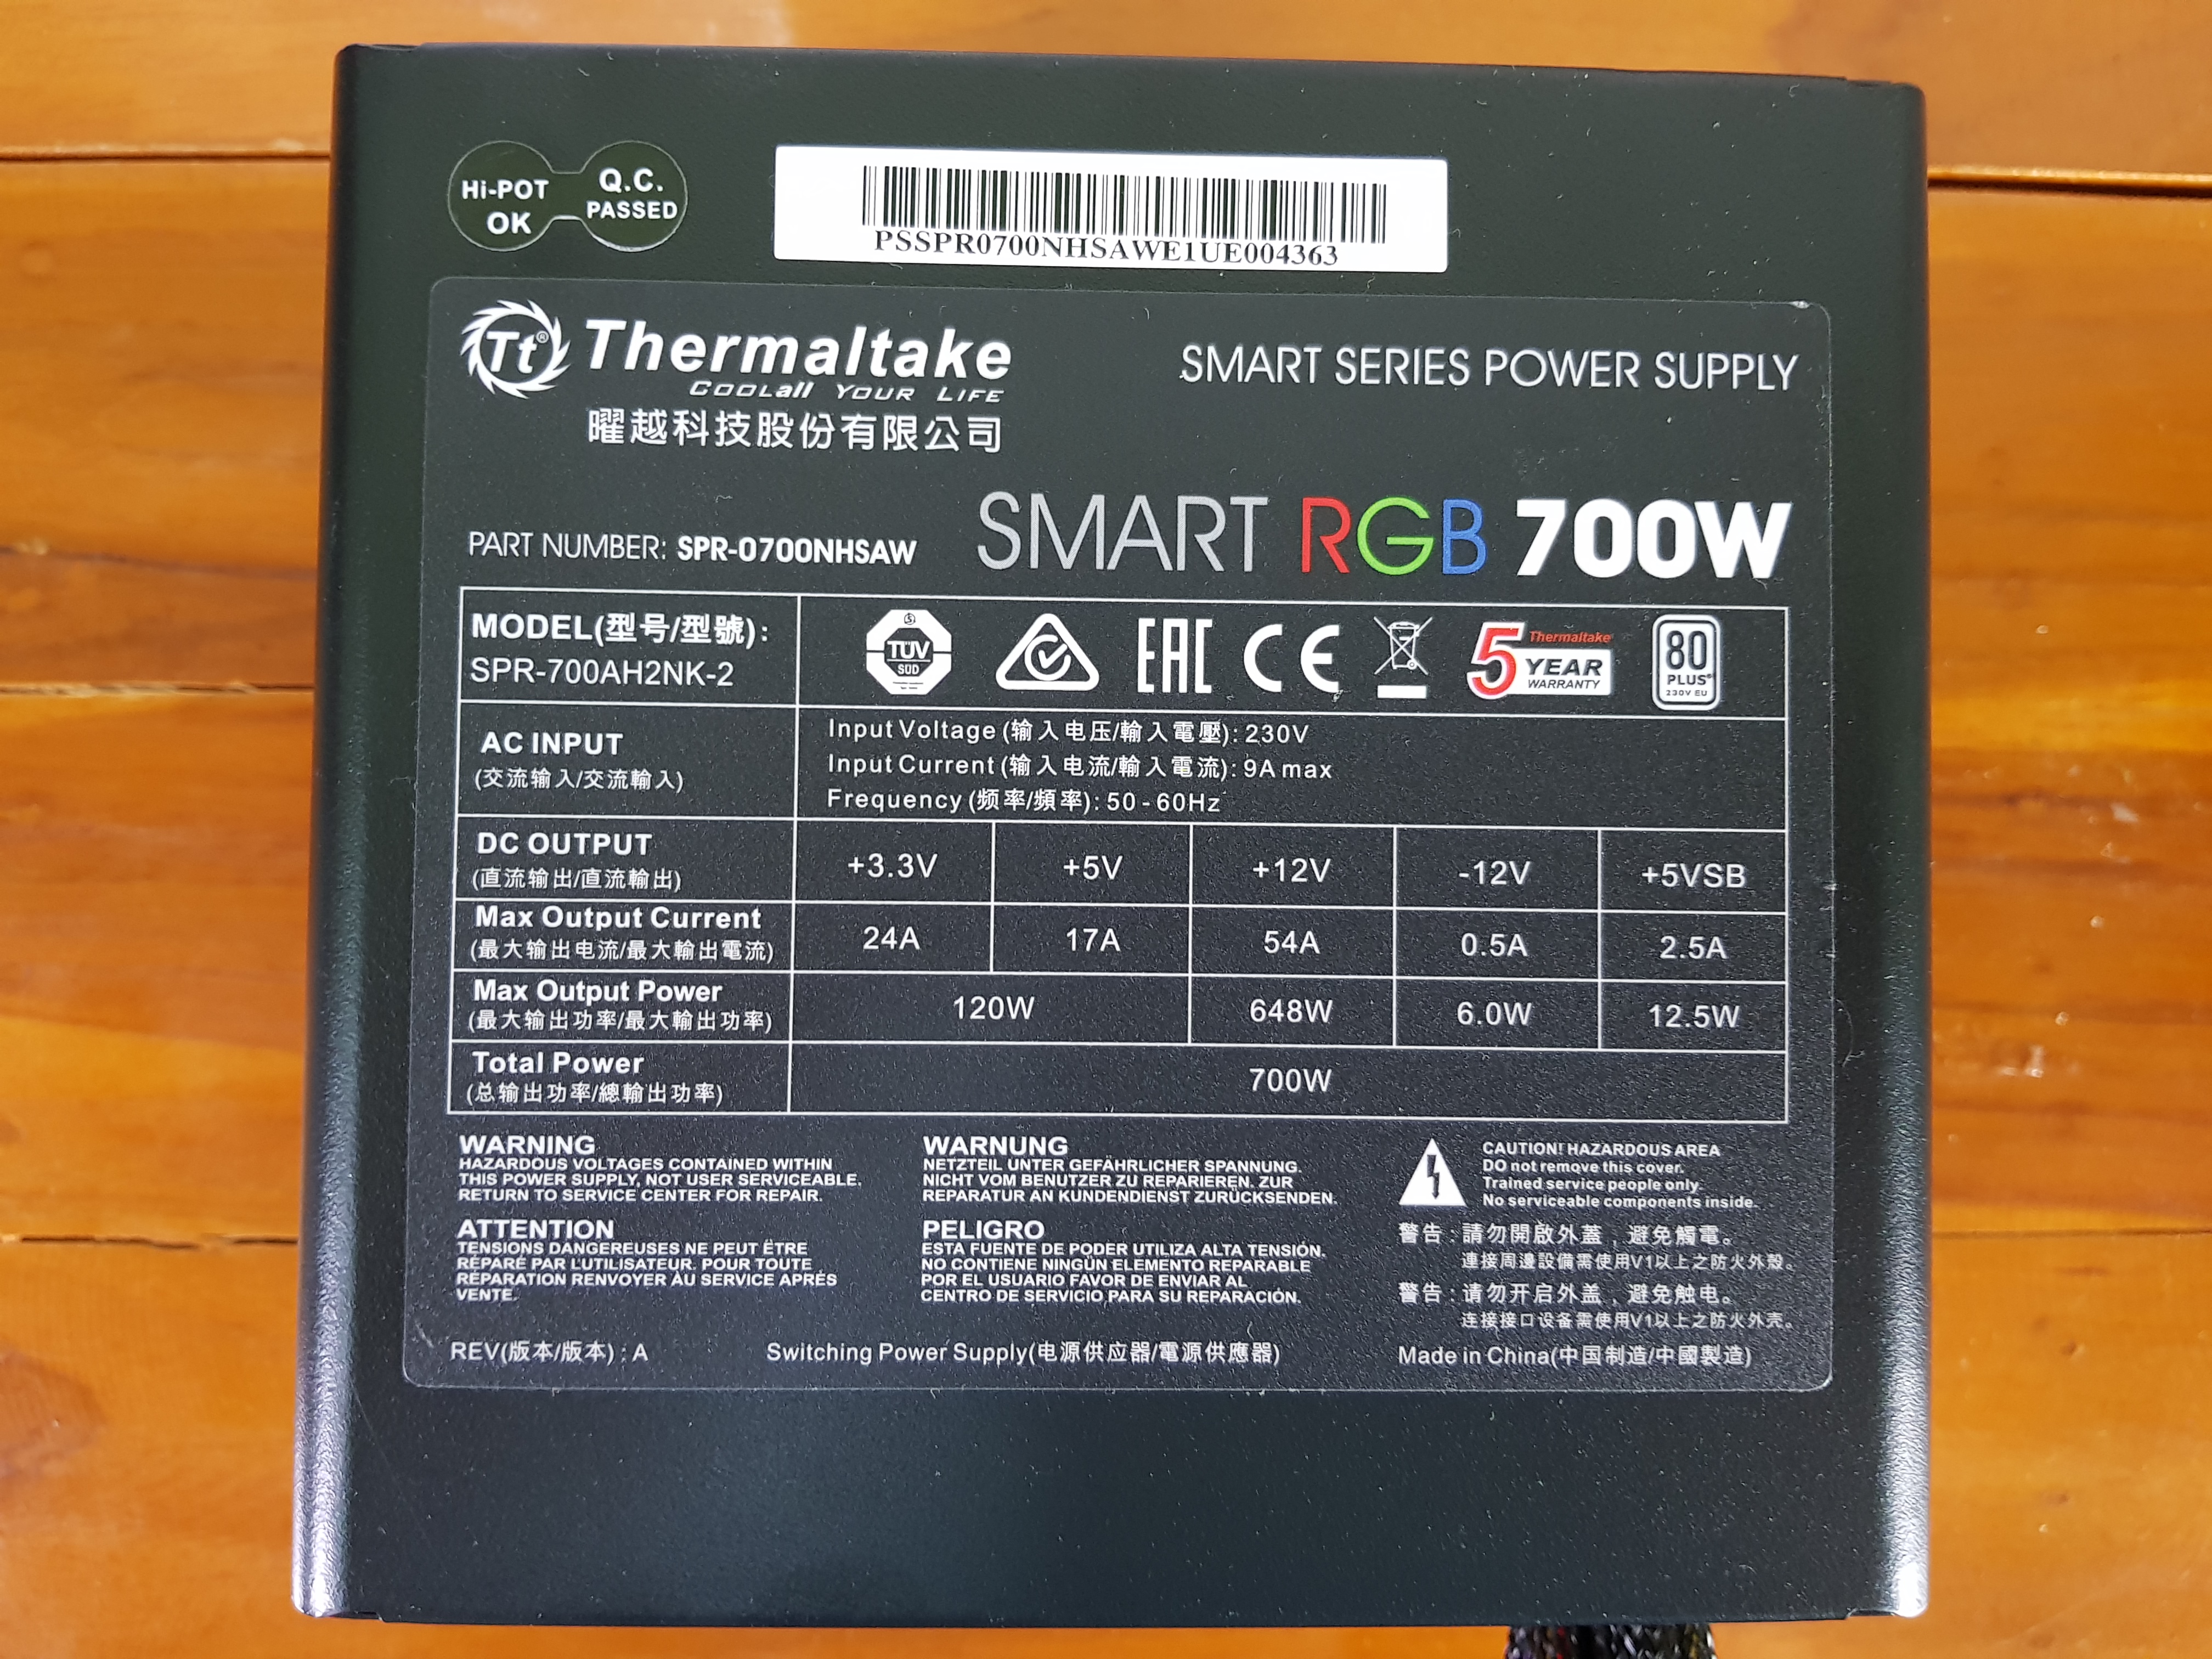 Hi-POT OK
Q.C. PASSED
PSSPR0700NHSAWE1UE004363
Tt® Thermaltake
COOLall YOUR LIFE
曜越科技股份有限公司
SMART SERIES POWER SUPPLY
PART NUMBER: SPR-0700NHSAW
SMART RGB 700W
MODEL(型号/型號):
SPR-700AH2NK-2
TÜV SÜD
EAC
CE
5 Thermaltake YEAR WARRANTY
80 PLUS® 230V EU
AC INPUT
(交流输入/交流輸入)
Input Voltage (输入电压/輸入電壓): 230V
Input Current (输入电流/輸入電流): 9A max
Frequency (频率/頻率): 50 - 60Hz
DC OUTPUT
(直流输出/直流輸出)
+3.3V +5V +12V -12V +5VSB
Max Output Current
(最大输出电流/最大輸出電流)
24A 17A 54A 0.5A 2.5A
Max Output Power
(最大输出功率/最大輸出功率)
120W 648W 6.0W 12.5W
Total Power
(总输出功率/總輸出功率)
700W
WARNING
HAZARDOUS VOLTAGES CONTAINED WITHIN
THIS POWER SUPPLY, NOT USER SERVICEABLE.
RETURN TO SERVICE CENTER FOR REPAIR.
WARNUNG
NETZTEIL UNTER GEFÄHRLICHER SPANNUNG.
NICHT VOM BENUTZER ZU REPARIEREN. ZUR
REPARATUR AN KUNDENDIENST ZURÜCKSENDEN.
CAUTION! HAZARDOUS AREA
DO not remove this cover.
Trained service people only.
No serviceable components inside.
ATTENTION
TENSIONS DANGEREUSES NE PEUT ÊTRE
RÉPARÉ PAR L'UTILISATEUR. POUR TOUTE
RÉPARATION RENVOYER AU SERVICE APRÉS
VENTE.
PELIGRO
ESTA FUENTE DE PODER UTILIZA ALTA TENSIÓN.
NO CONTIENE NINGÚN ELEMENTO REPARABLE
POR EL USUARIO FAVOR DE ENVIAR AL
CENTRO DE SERVICIO PARA SU REPARACIÓN.
警告 : 請勿開啟外蓋，避免觸電。
連接周邊設備需使用V1以上之防火外殼。
警告 : 请勿开启外盖，避免触电。
连接接口设备需使用V1以上之防火外壳。
REV(版本/版本) : A
Switching Power Supply(电源供应器/電源供應器)
Made in China(中国制造/中國製造)